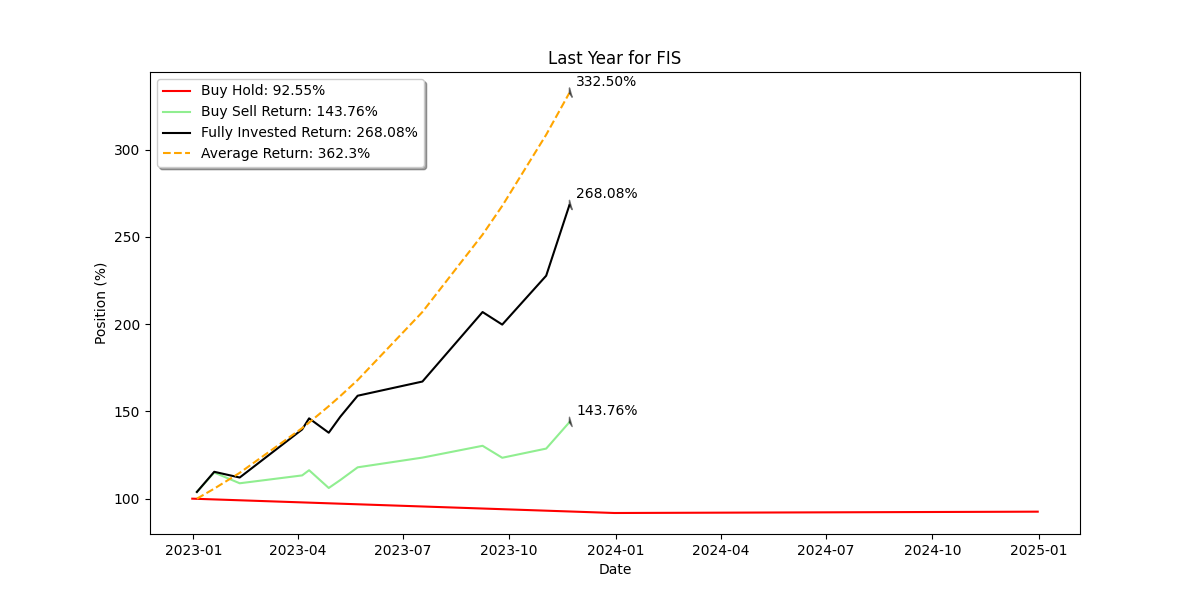 Last Year for FIS
Buy Hold: 92.55%
Buy Sell Return: 143.76%
Fully Invested Return: 268.08%
Average Return: 362.3%
332.50%
268.08%
143.76%
Position (%)
300
250
200
150
100
2023-01 2023-04 2023-07 2023-10 2024-01 2024-04 2024-07 2024-10 2025-01
Date